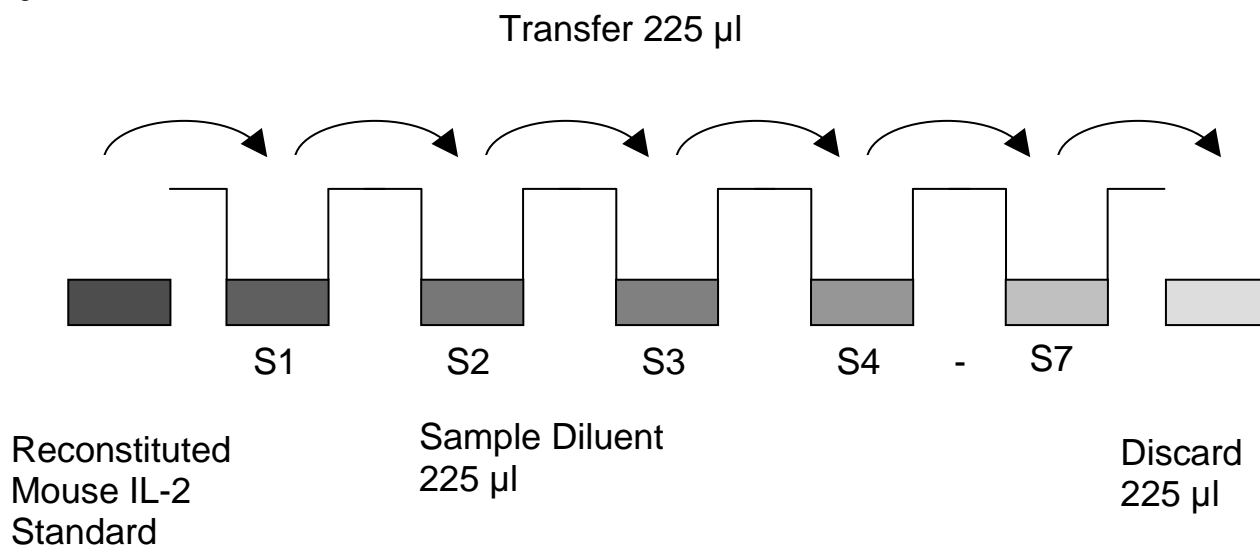 Transfer 225 µl
S1 S2 S3 S4 - S7
Reconstituted
Mouse IL-2
Standard
Sample Diluent
225 µl
Discard
225 µl